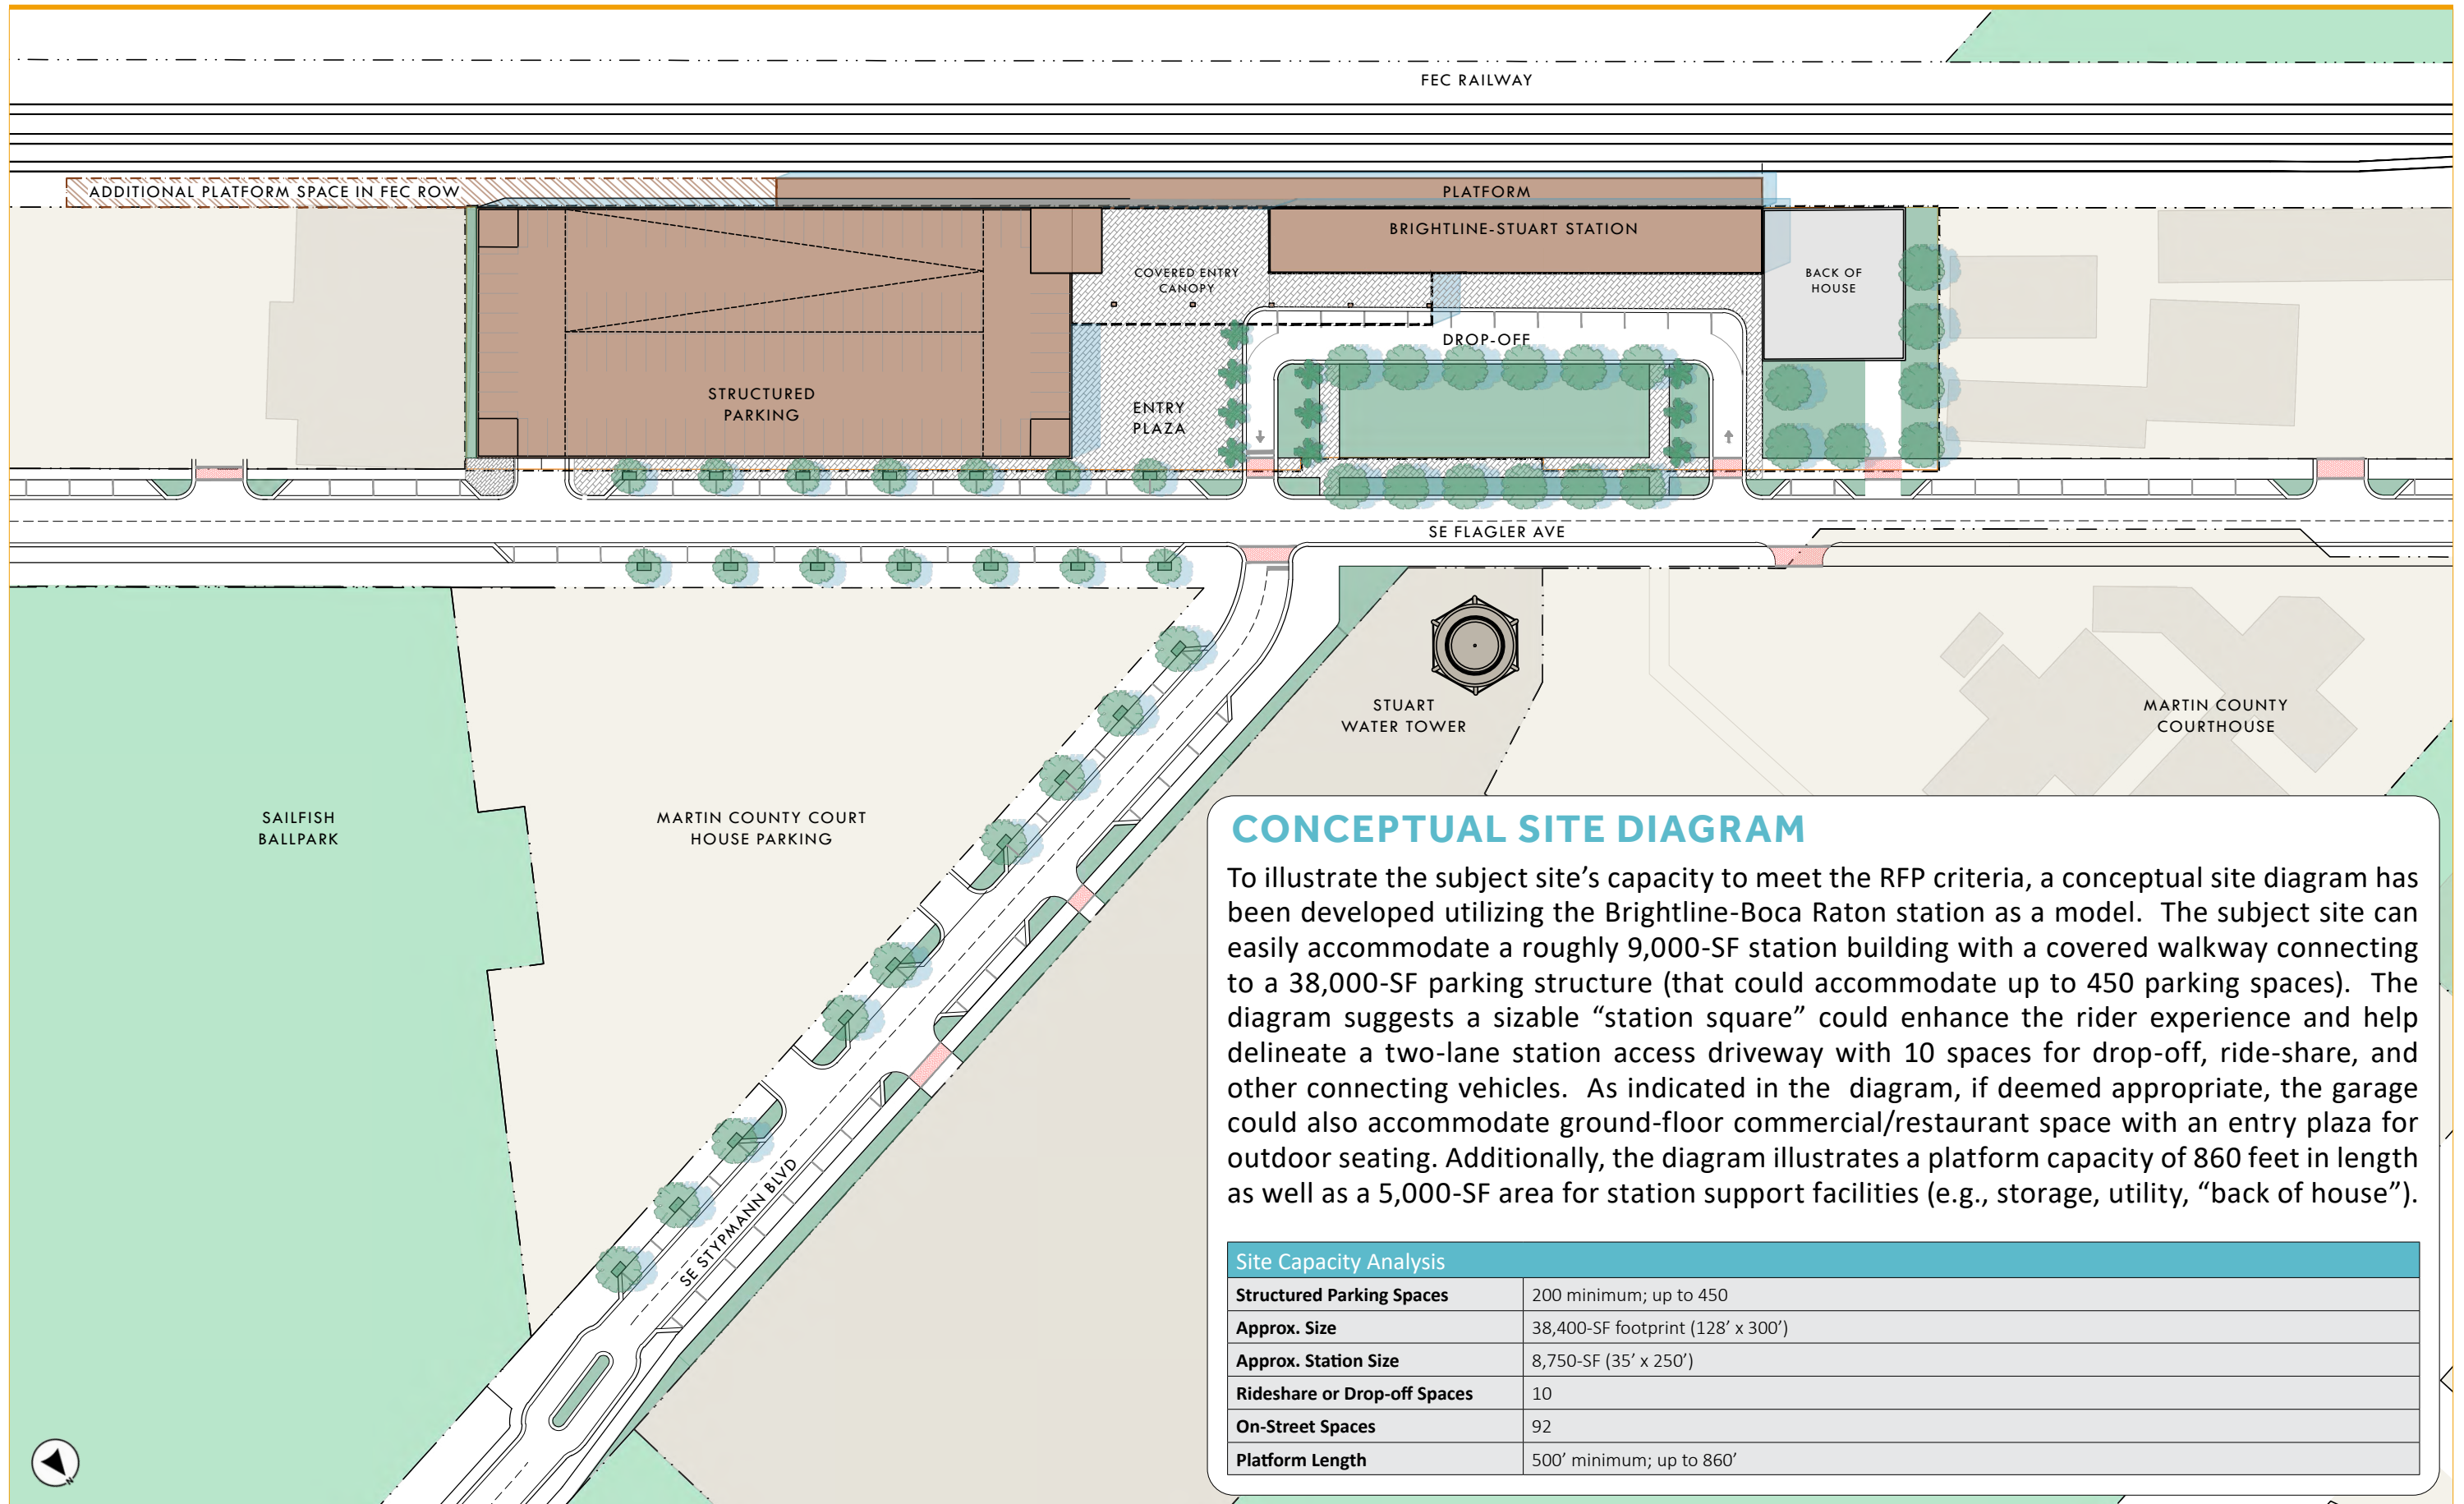 FEC RAILWAY
ADDITIONAL PLATFORM SPACE IN FEC ROW
PLATFORM
BRIGHTLINE-STUART STATION
COVERED ENTRY
CANOPY
BACK OF
HOUSE
DROP-OFF
STRUCTURED
PARKING
ENTRY
PLAZA
SE FLAGLER AVE
STUART
WATER TOWER
MARTIN COUNTY
COURTHOUSE
SAILFISH
BALLPARK
MARTIN COUNTY COURT
HOUSE PARKING
SE STYPMANN BLVD
N
CONCEPTUAL SITE DIAGRAM
To illustrate the subject site’s capacity to meet the RFP criteria, a conceptual site diagram has
been developed utilizing the Brightline-Boca Raton station as a model. The subject site can
easily accommodate a roughly 9,000-SF station building with a covered walkway connecting
to a 38,000-SF parking structure (that could accommodate up to 450 parking spaces). The
diagram suggests a sizable “station square” could enhance the rider experience and help
delineate a two-lane station access driveway with 10 spaces for drop-off, ride-share, and
other connecting vehicles. As indicated in the diagram, if deemed appropriate, the garage
could also accommodate ground-floor commercial/restaurant space with an entry plaza for
outdoor seating. Additionally, the diagram illustrates a platform capacity of 860 feet in length
as well as a 5,000-SF area for station support facilities (e.g., storage, utility, “back of house”).
Site Capacity Analysis
Structured Parking Spaces 200 minimum; up to 450
Approx. Size 38,400-SF footprint (128’ x 300’)
Approx. Station Size 8,750-SF (35’ x 250’)
Rideshare or Drop-off Spaces 10
On-Street Spaces 92
Platform Length 500’ minimum; up to 860’